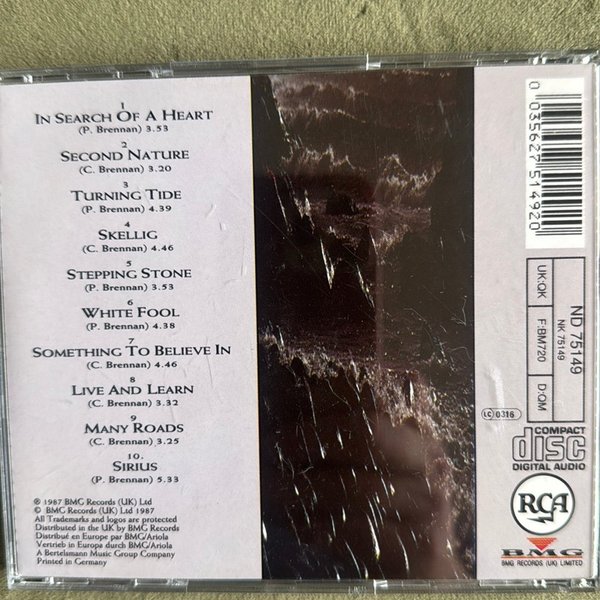 1
IN SEARCH OF A HEART
(P. Brennan) 3.53
2
SECOND NATURE
(C. Brennan) 3.20
3
TURNING TIDE
(P. Brennan) 4.39
4
SKELLIG
(C. Brennan) 4.46
5
STEPPING STONE
(P. Brennan) 3.53
6
WHITE FOOL
(P. Brennan) 4.38
7
SOMETHING TO BELIEVE IN
(C. Brennan) 4.46
8
LIVE AND LEARN
(C. Brennan) 3.32
9
MANY ROADS
(C. Brennan) 3.25
10.
SIRIUS
(P. Brennan) 5.33
℗ 1987 BMG Records (UK) Ltd
© BMG Records (UK) Ltd 1987
All Trademarks and logos are protected
Distributed in the UK by BMG Records
Distribué en Europe par BMG/Ariola
Vertrieb in Europa durch BMG/Ariola
A Bertelsmann Music Group Company
Printed in Germany
0 035627 514920
ND 75149
NK 75149
UK:QK
F:BM720
D:OM
LC 0316
COMPACT
disc
DIGITAL AUDIO
RCA
BMG
BMG RECORDS (UK) LIMITED